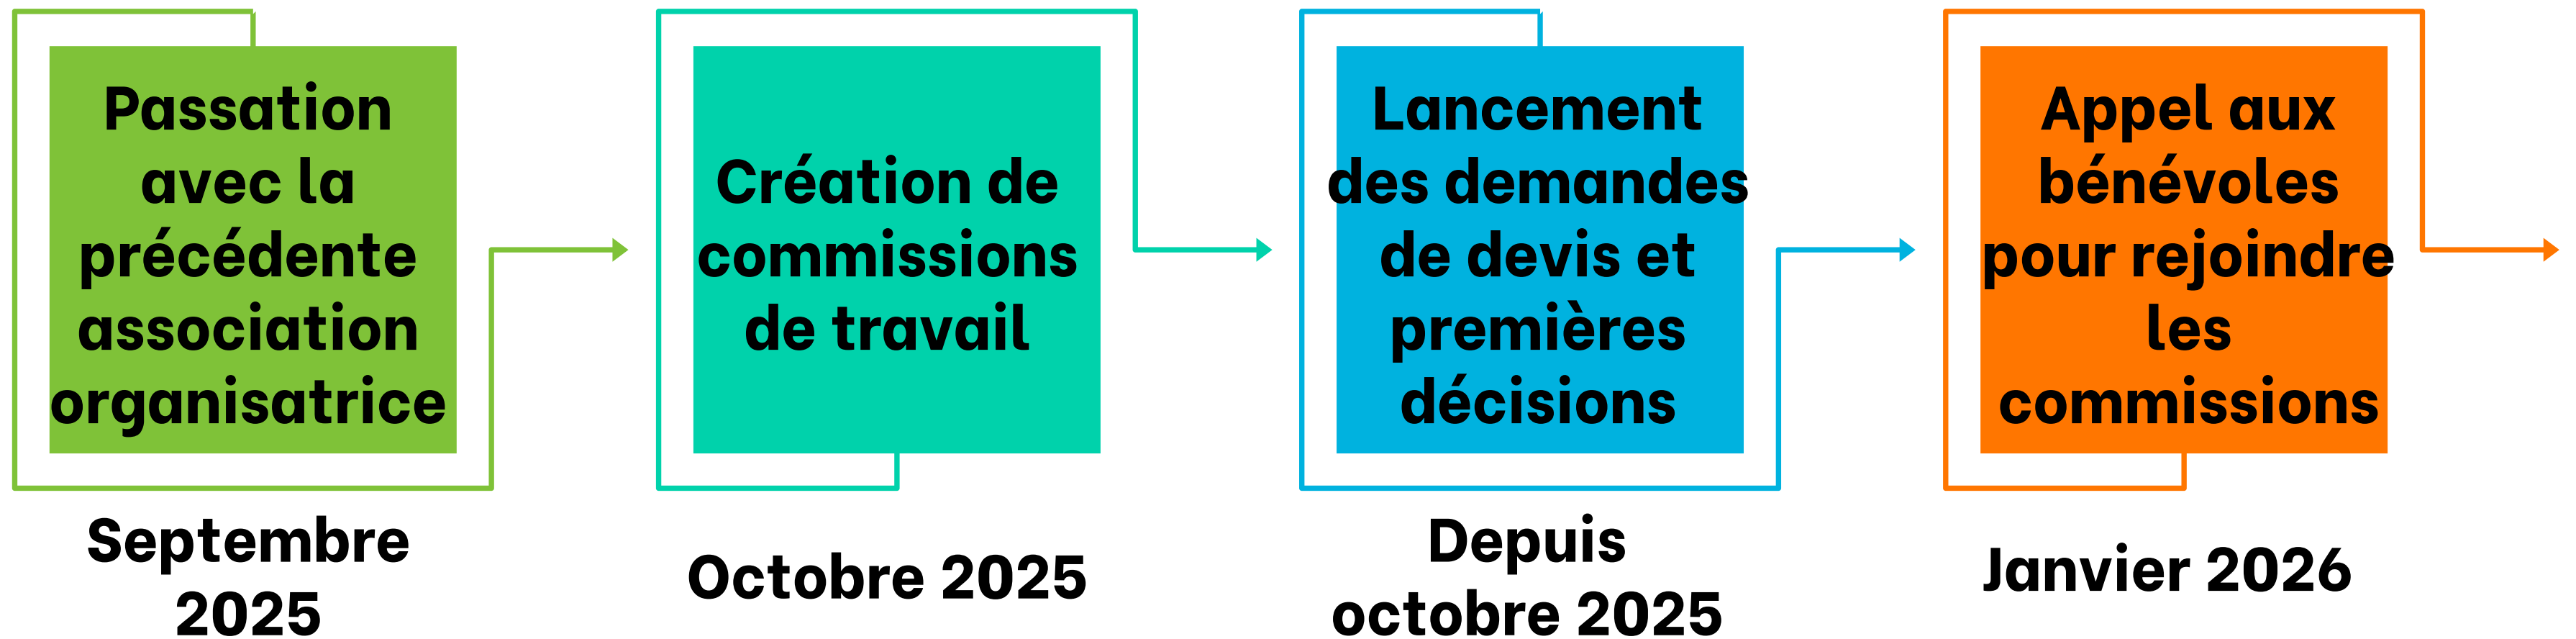 Passation
avec la
précédente
association
organisatrice
Septembre
2025
Création de
commissions
de travail
Octobre 2025
Lancement
des demandes
de devis et
premières
décisions
Depuis
octobre 2025
Appel aux
bénévoles
pour rejoindre
les
commissions
Janvier 2026